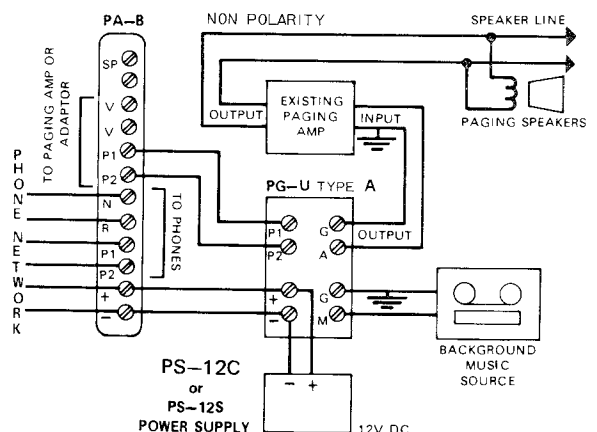 PA–B
NON POLARITY
SPEAKER LINE
SP
V
V
P1
P2
N
R
P1
P2
+
–
TO PAGING AMP OR
ADAPTOR
TO PHONES
PHONE NETWORK
OUTPUT
EXISTING
PAGING
AMP
INPUT
PAGING SPEAKERS
PG–U TYPE A
P1
P2
+
–
G
A
G
M
OUTPUT
BACKGROUND
MUSIC
SOURCE
PS–12C
or
PS–12S
POWER SUPPLY
– +
12V DC